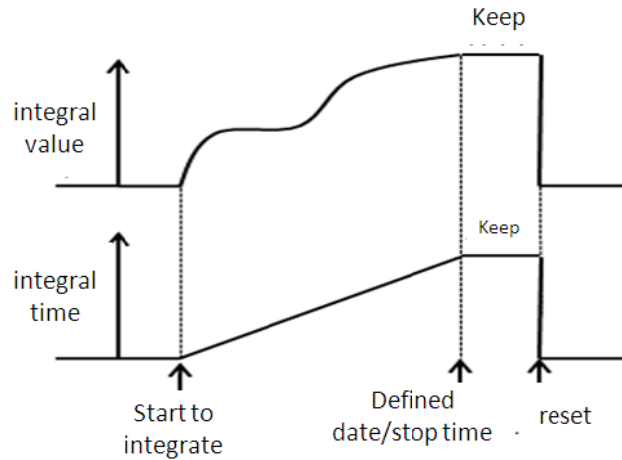 Keep
integral
value
Keep
integral
time
Start to
integrate
Defined
date/stop time
reset